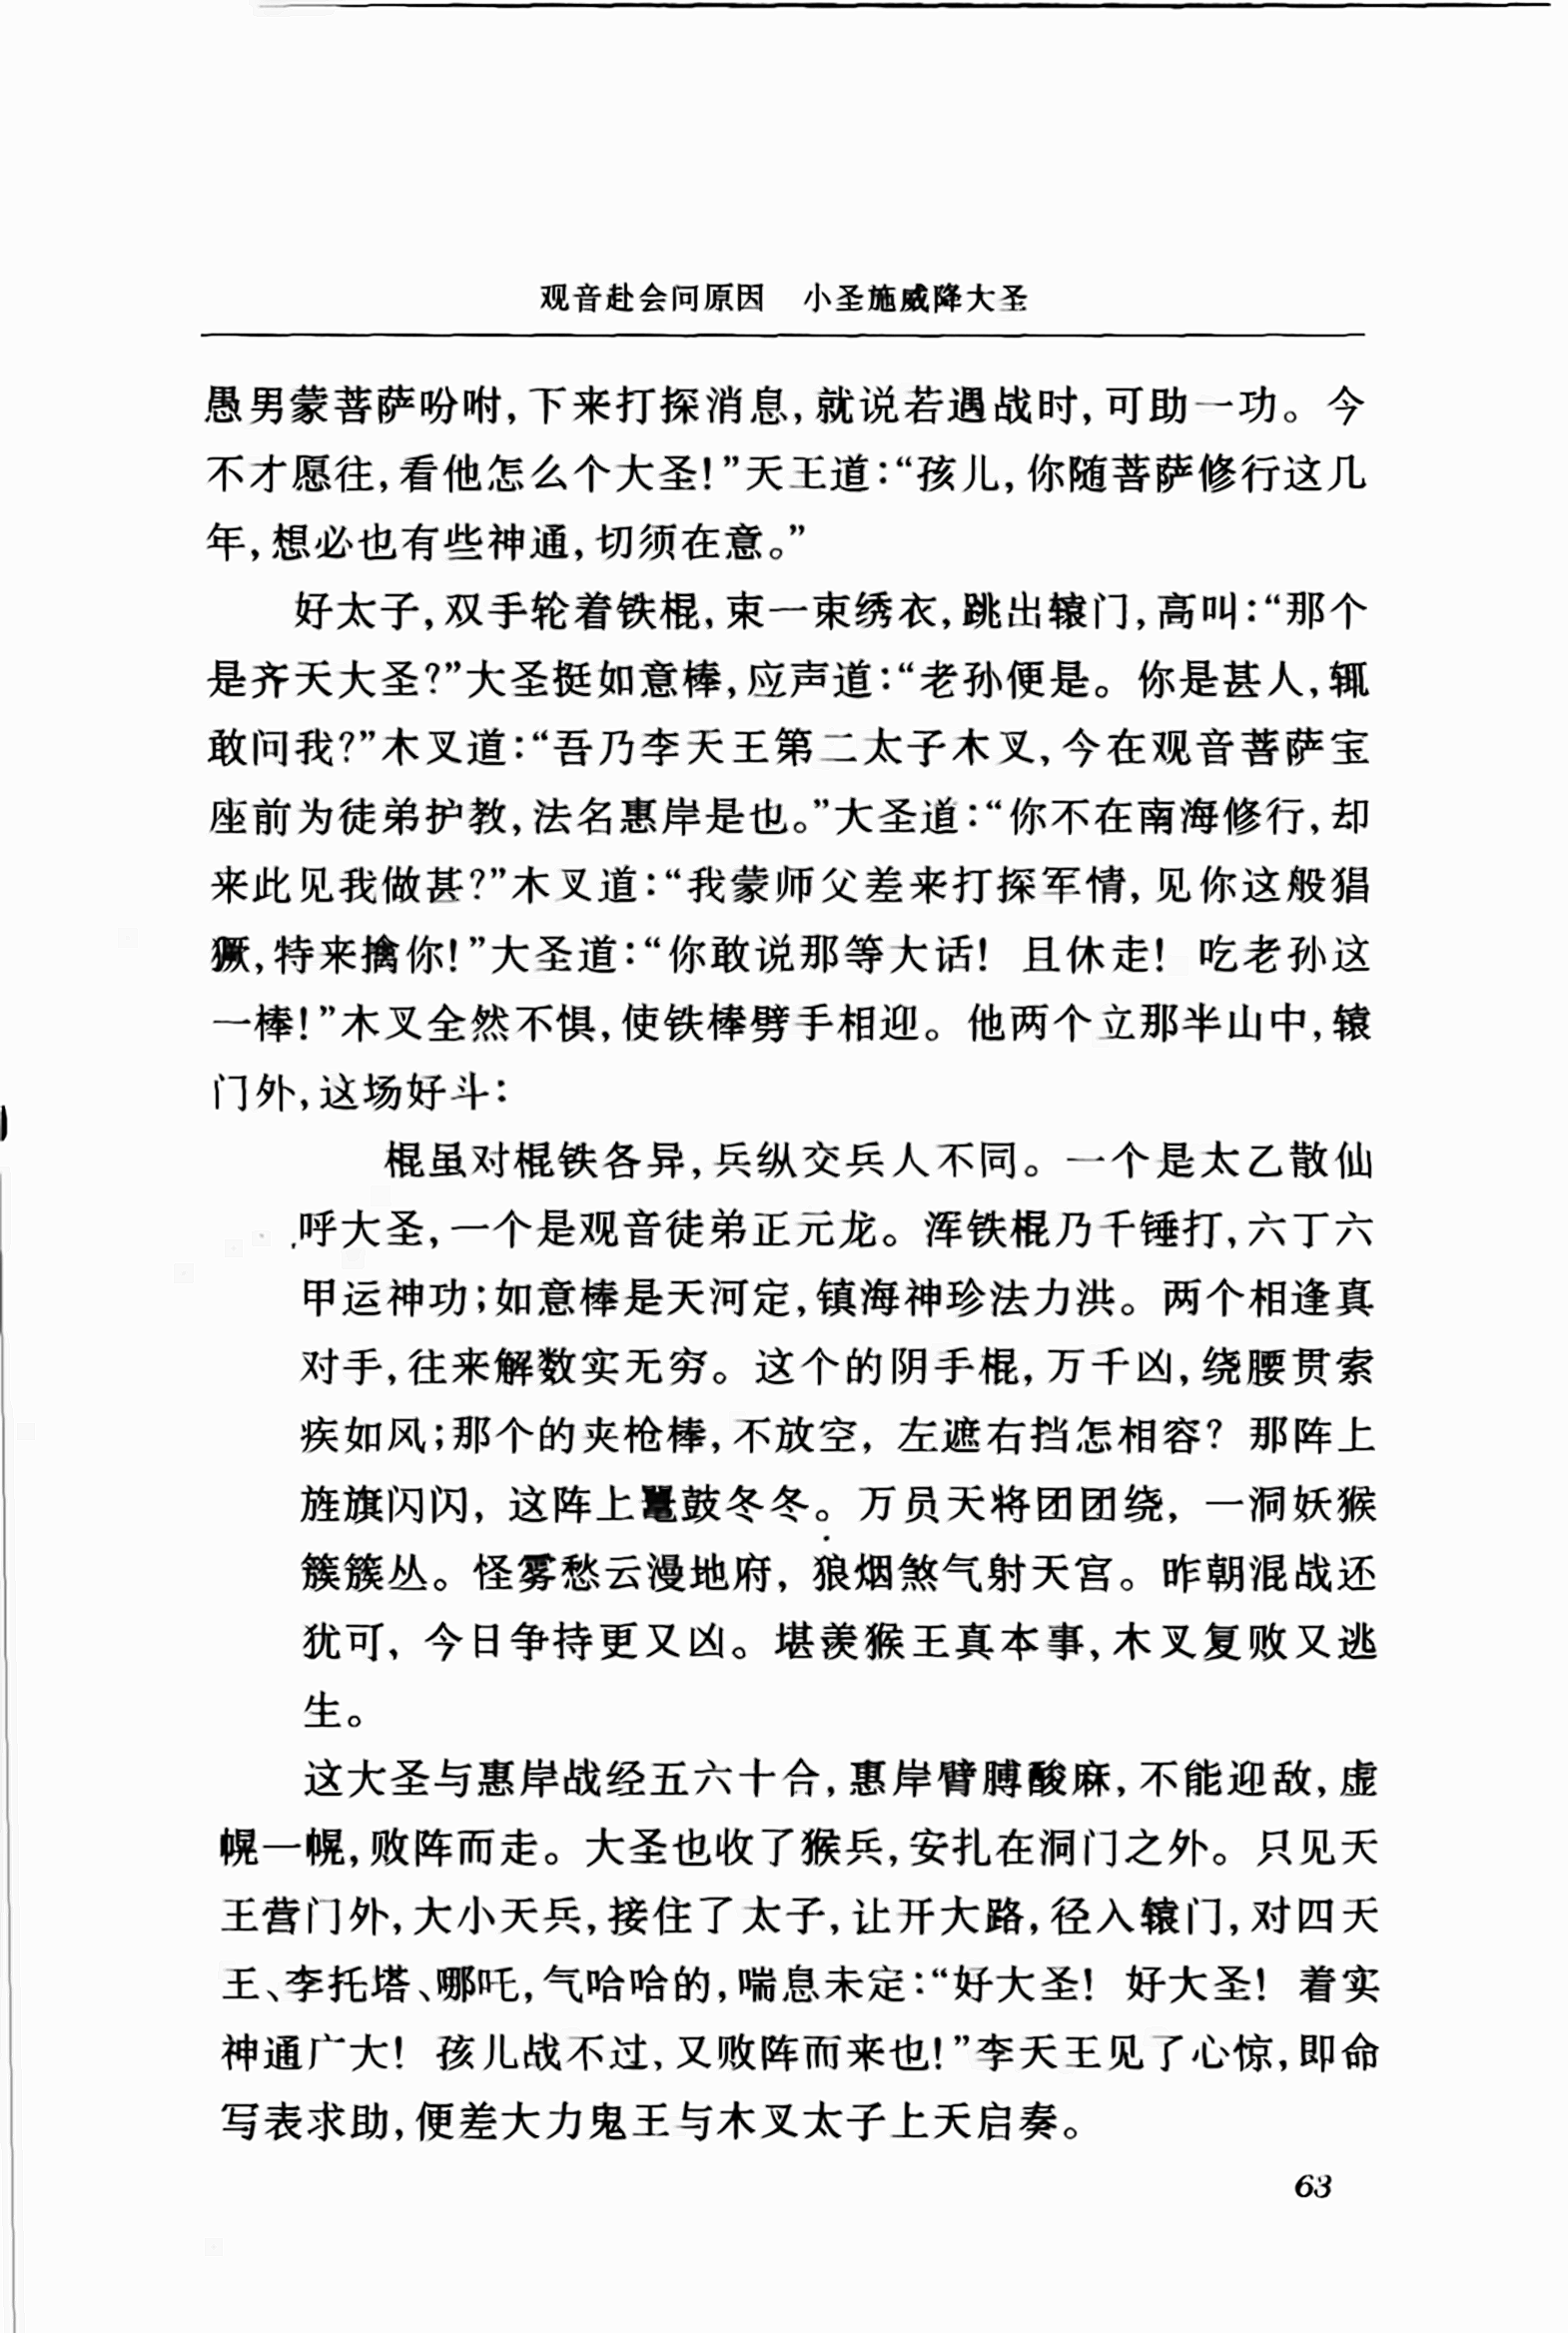 观音赴会问原因　小圣施威降大圣
愚男蒙菩萨吩咐,下来打探消息,就说若遇战时,可助一功。今
不才愿往,看他怎么个大圣!”天王道:“孩儿,你随菩萨修行这几
年,想必也有些神通,切须在意。”
好太子,双手轮着铁棍,束一束绣衣,跳出辕门,高叫:“那个
是齐天大圣?”大圣挺如意棒,应声道:“老孙便是。你是甚人,辄
敢问我?”木叉道:“吾乃李天王第二太子木叉,今在观音菩萨宝
座前为徒弟护教,法名惠岸是也。”大圣道:“你不在南海修行,却
来此见我做甚?”木叉道:“我蒙师父差来打探军情,见你这般猖
獗,特来擒你!”大圣道:“你敢说那等大话! 且休走! 吃老孙这
一棒!”木叉全然不惧,使铁棒劈手相迎。他两个立那半山中,辕
门外,这场好斗:
棍虽对棍铁各异,兵纵交兵人不同。一个是太乙散仙
呼大圣,一个是观音徒弟正元龙。浑铁棍乃千锤打,六丁六
甲运神功;如意棒是天河定,镇海神珍法力洪。两个相逢真
对手,往来解数实无穷。这个的阴手棍,万千凶,绕腰贯索
疾如风;那个的夹枪棒,不放空,左遮右挡怎相容? 那阵上
旌旗闪闪,这阵上鼍鼓冬冬。万员天将团团绕,一洞妖猴
簇簇丛。怪雾愁云漫地府,狼烟煞气射天宫。昨朝混战还
犹可,今日争持更又凶。堪羡猴王真本事,木叉复败又逃
生。
这大圣与惠岸战经五六十合,惠岸臂膊酸麻,不能迎敌,虚
幌一幌,败阵而走。大圣也收了猴兵,安扎在洞门之外。只见天
王营门外,大小天兵,接住了太子,让开大路,径入辕门,对四天
王、李托塔、哪吒,气哈哈的,喘息未定:“好大圣! 好大圣! 着实
神通广大! 孩儿战不过,又败阵而来也!”李天王见了心惊,即命
写表求助,便差大力鬼王与木叉太子上天启奏。
63